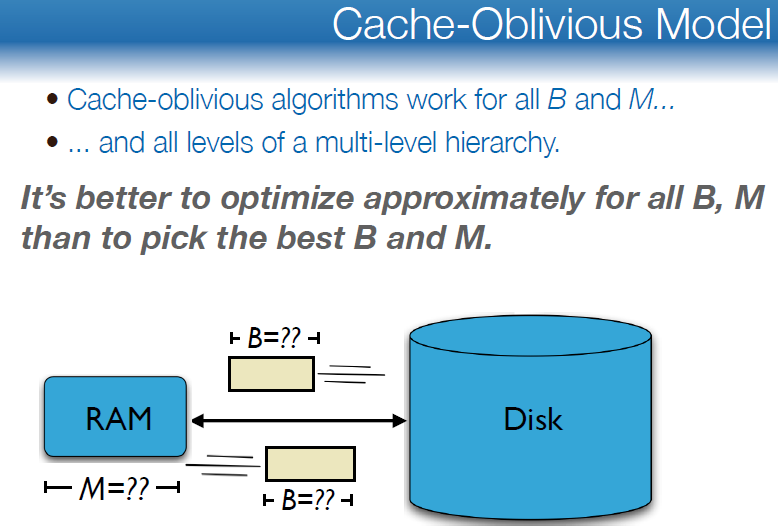 Cache-Oblivious Model
• Cache-oblivious algorithms work for all B and M...
• ... and all levels of a multi-level hierarchy.
It's better to optimize approximately for all B, M
than to pick the best B and M.
B=??
RAM
Disk
M=??
B=??